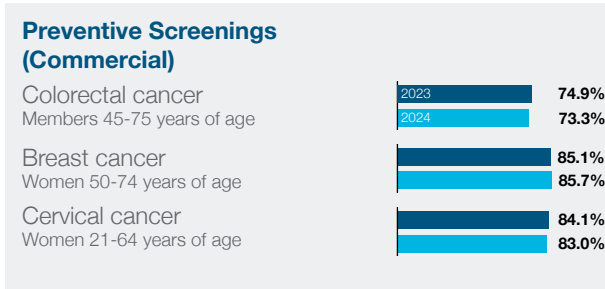 Preventive Screenings
(Commercial)
Colorectal cancer
Members 45-75 years of age
2023 74.9%
2024 73.3%
Breast cancer
Women 50-74 years of age
85.1%
85.7%
Cervical cancer
Women 21-64 years of age
84.1%
83.0%